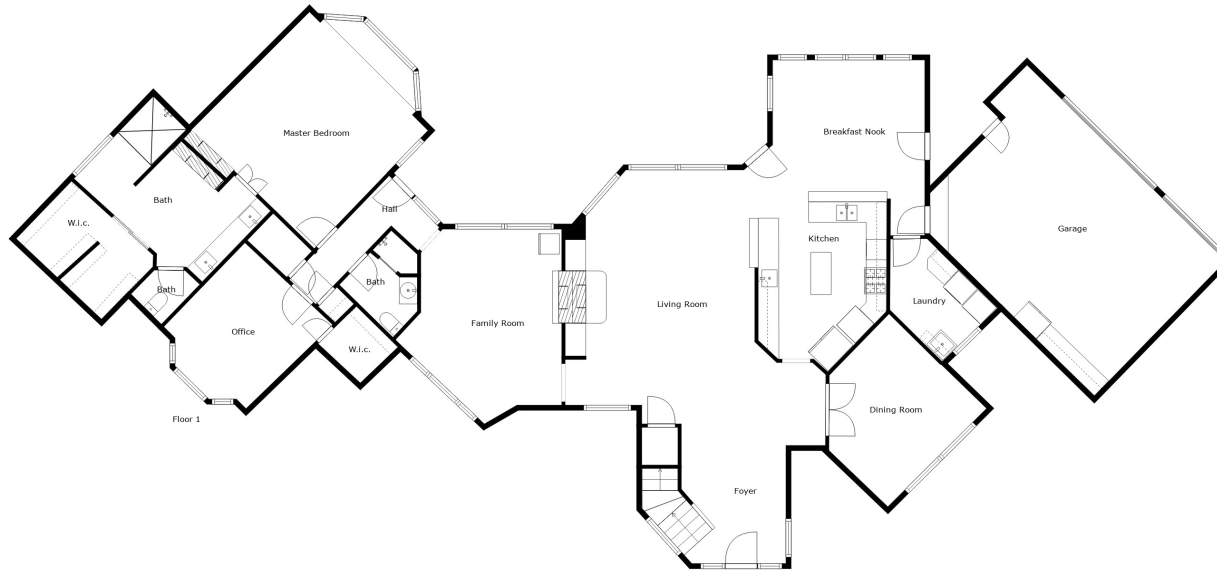 Master Bedroom
Breakfast Nook
Bath
Hall
W.i.c.
Garage
Kitchen
Bath
Bath
Living Room
Laundry
Office
Family Room
W.i.c.
Dining Room
Floor 1
Foyer